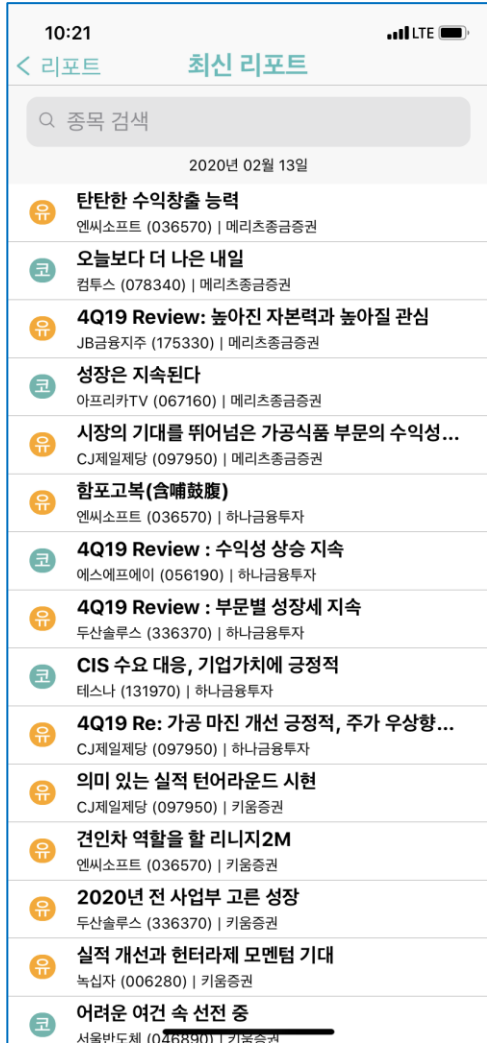 10:21
LTE
리포트
최신 리포트
종목 검색
2020년 02월 13일
유
탄탄한 수익창출 능력
엔씨소프트 (036570) | 메리츠종금증권
코
오늘보다 더 나은 내일
컴투스 (078340) | 메리츠종금증권
유
4Q19 Review: 높아진 자본력과 높아질 관심
JB금융지주 (175330) | 메리츠종금증권
코
성장은 지속된다
아프리카TV (067160) | 메리츠종금증권
유
시장의 기대를 뛰어넘은 가공식품 부문의 수익성...
CJ제일제당 (097950) | 메리츠종금증권
유
함포고복(含哺鼓腹)
엔씨소프트 (036570) | 하나금융투자
코
4Q19 Review : 수익성 상승 지속
에스에프에이 (056190) | 하나금융투자
유
4Q19 Review : 부문별 성장세 지속
두산솔루스 (336370) | 하나금융투자
코
CIS 수요 대응, 기업가치에 긍정적
테스나 (131970) | 하나금융투자
유
4Q19 Re: 가공 마진 개선 긍정적, 주가 우상향...
CJ제일제당 (097950) | 하나금융투자
유
의미 있는 실적 턴어라운드 시현
CJ제일제당 (097950) | 키움증권
유
견인차 역할을 할 리니지2M
엔씨소프트 (036570) | 키움증권
유
2020년 전 사업부 고른 성장
두산솔루스 (336370) | 키움증권
유
실적 개선과 헌터라제 모멘텀 기대
녹십자 (006280) | 키움증권
코
어려운 여건 속 선전 중
서울반도체 (046890) | 키움증권